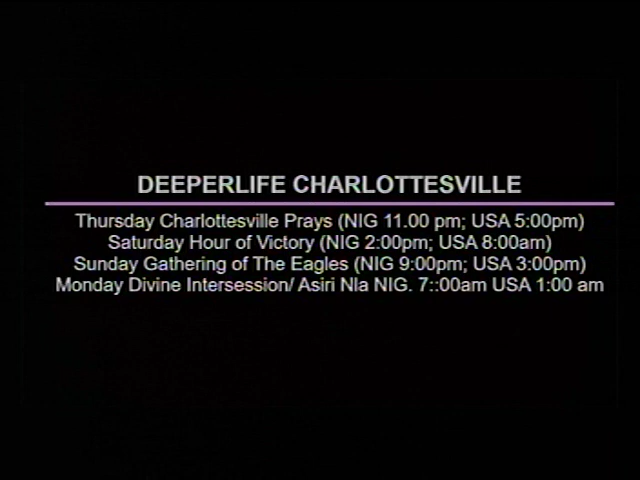 DEEPERLIFE CHARLOTTESVILLE
Thursday Charlottesville Prays (NIG 11.00 pm; USA 5:00pm)
Saturday Hour of Victory (NIG 2:00pm; USA 8:00am)
Sunday Gathering of The Eagles (NIG 9:00pm; USA 3:00pm)
Monday Divine Intersession/ Asiri Nla NIG. 7::00am USA 1:00 am